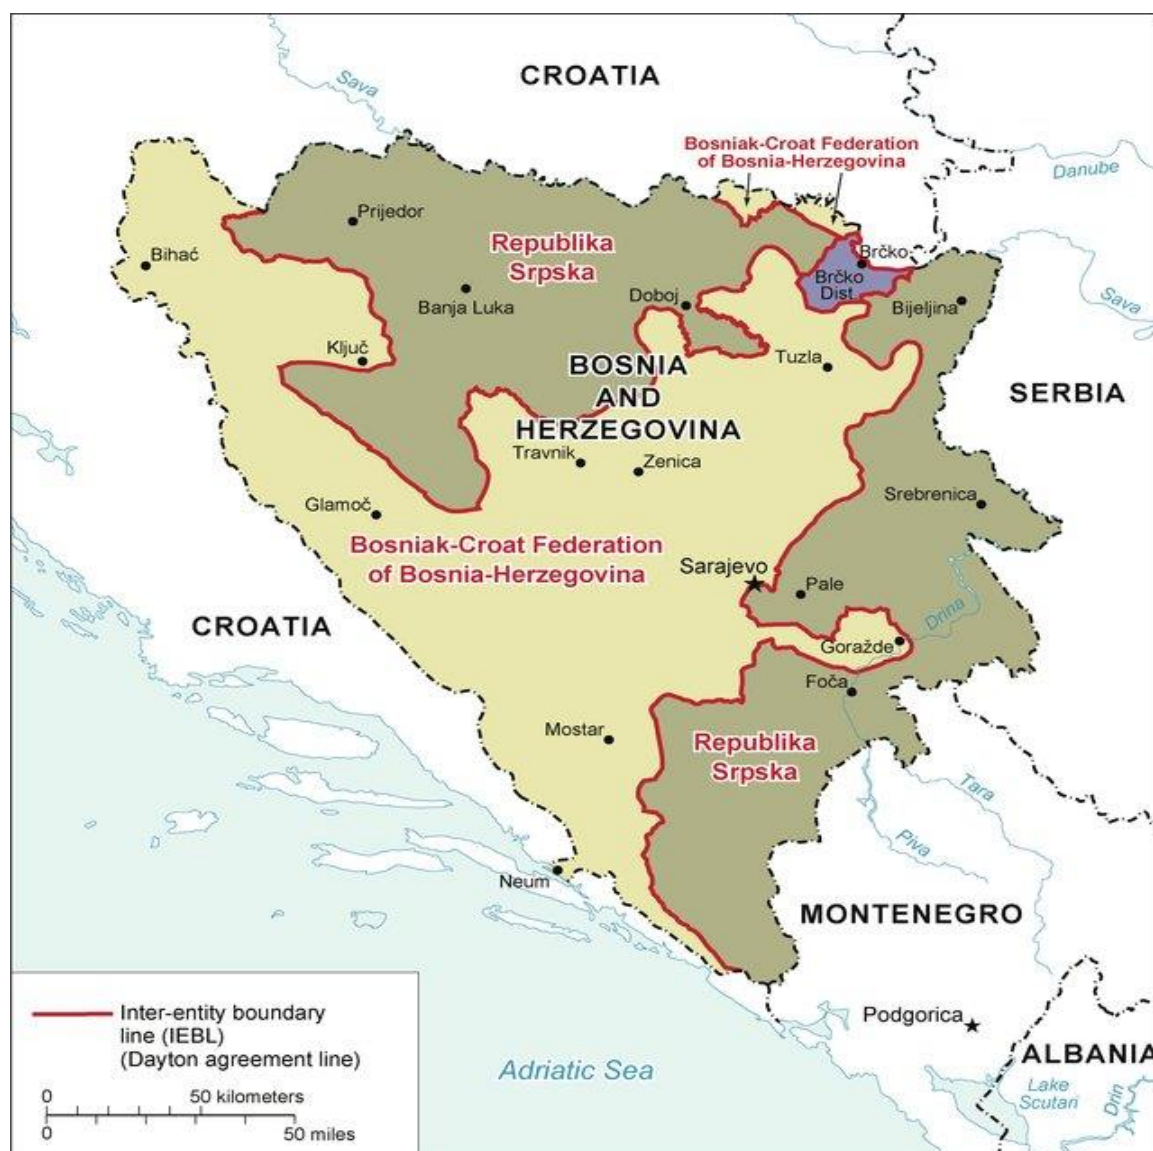 CROATIA
Sava
Bosniak-Croat Federation
of Bosnia-Herzegovina
Danube
Prijedor
Bihać
Republika
Srpska
Brčko
Brčko
Dist.
Banja Luka
Doboj
Bijeljina
Sava
Ključ
Tuzla
BOSNIA
AND
HERZEGOVINA
SERBIA
Travnik
Zenica
Glamoč
Srebrenica
Bosniak-Croat Federation
of Bosnia-Herzegovina
Sarajevo
Pale
Drina
CROATIA
Goražde
Foča
Mostar
Republika
Srpska
Tara
Piva
Neum
MONTENEGRO
Podgorica
ALBANIA
Lake
Scutari
Drin
Adriatic Sea
Inter-entity boundary
line (IEBL)
(Dayton agreement line)
0 50 kilometers
0 50 miles